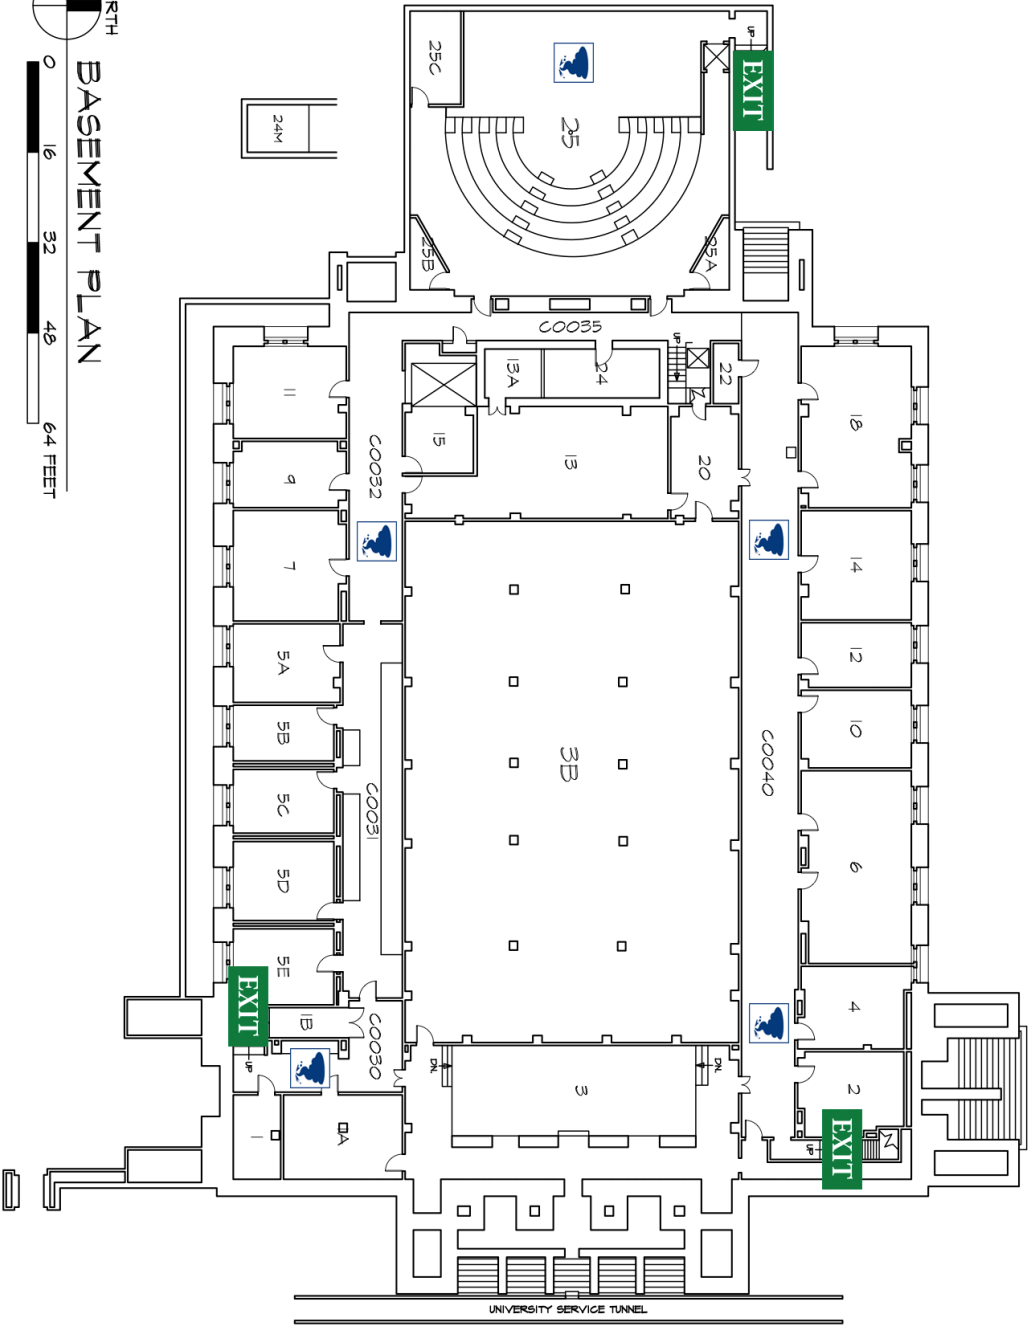 RTH
BASEMENT PLAN
0 16 32 48 64 FEET
24M
25C
25
UP
EXIT
25B
25A
C0035
UP
11
13A
24
22
18
15
C0032
13
20
9
7
14
5A
12
5B
10
3B
C0040
5C
C0031
6
5D
5E
4
EXIT
1B
C0030
UP
DN.
DN.
3
2
1
1A
UP
EXIT
UNIVERSITY SERVICE TUNNEL